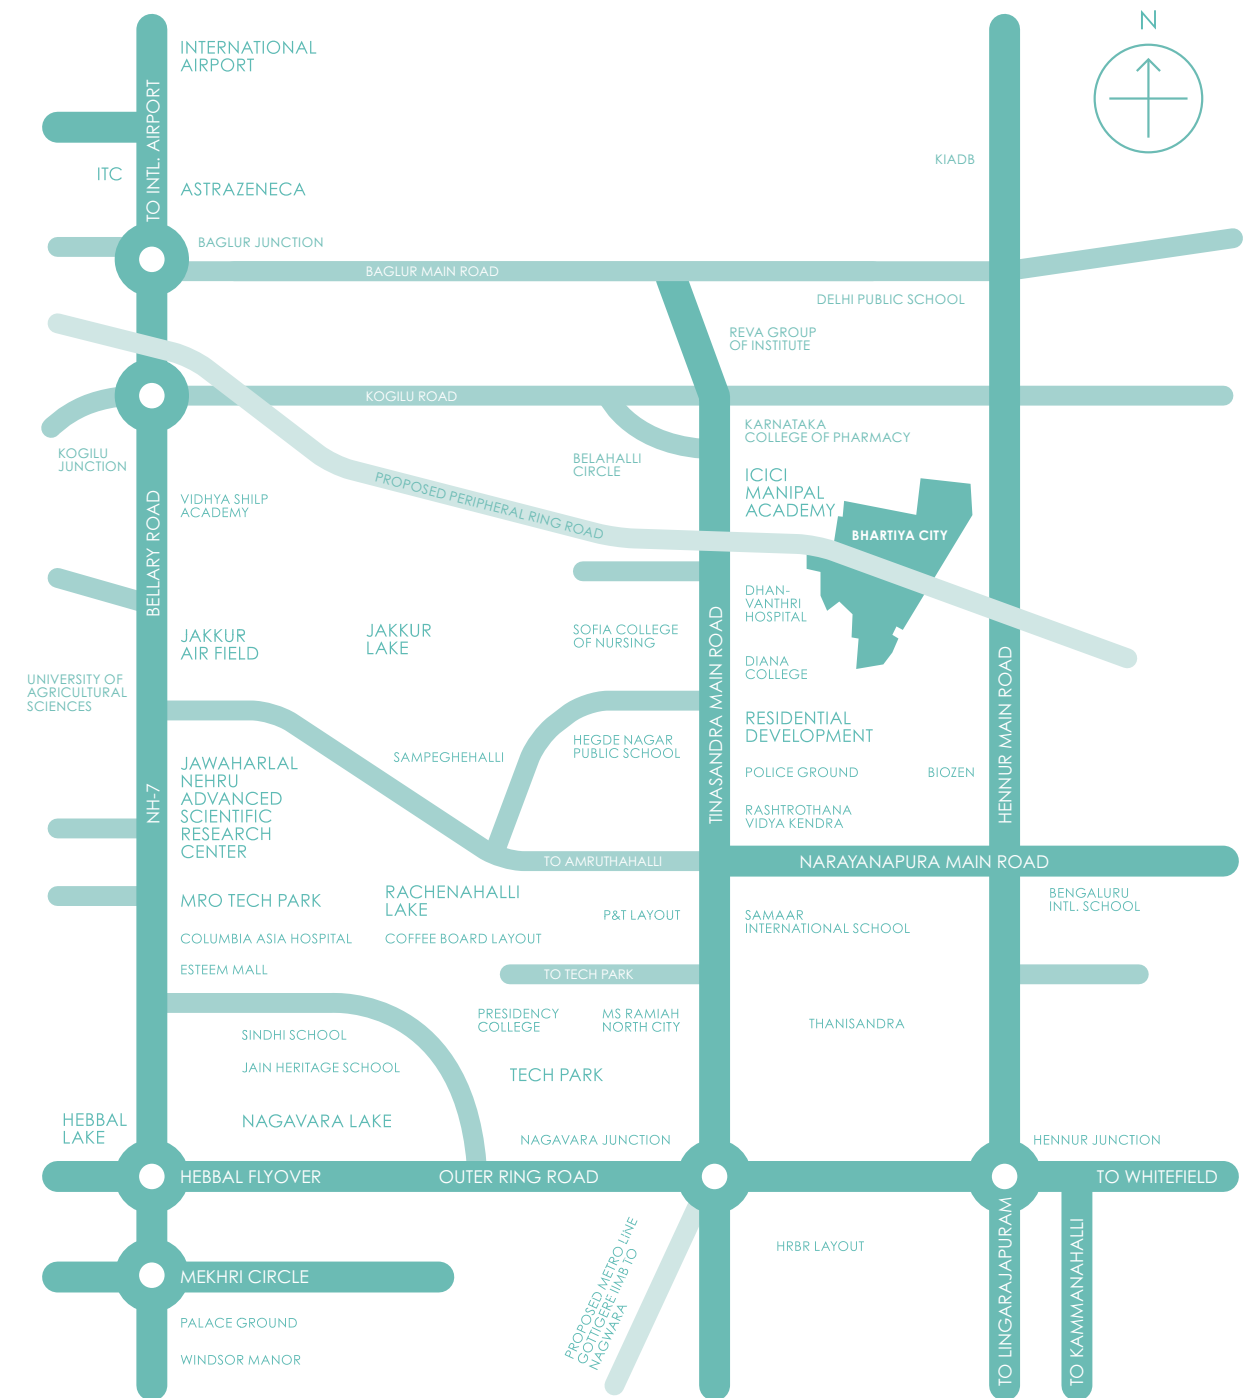 N
INTERNATIONAL
AIRPORT
TO INTL. AIRPORT
KIADB
ITC
ASTRAZENECA
BAGLUR JUNCTION
BAGLUR MAIN ROAD
DELHI PUBLIC SCHOOL
REVA GROUP
OF INSTITUTE
KOGILU ROAD
KARNATAKA
COLLEGE OF PHARMACY
KOGILU
JUNCTION
BELAHALLI
CIRCLE
ICICI
MANIPAL
ACADEMY
PROPOSED PERIPHERAL RING ROAD
VIDHYA SHILP
ACADEMY
BELLARY ROAD
BHARTIYA CITY
DHAN-
VANTHRI
HOSPITAL
JAKKUR
AIR FIELD
JAKKUR
LAKE
SOFIA COLLEGE
OF NURSING
TINASANDRA MAIN ROAD
DIANA
COLLEGE
HENNUR MAIN ROAD
UNIVERSITY OF
AGRICULTURAL
SCIENCES
RESIDENTIAL
DEVELOPMENT
HEGDE NAGAR
PUBLIC SCHOOL
SAMPEGHEHALLI
JAWAHARLAL
NEHRU
ADVANCED
SCIENTIFIC
RESEARCH
CENTER
NH-7
POLICE GROUND
BIOZEN
RASHTROTHANA
VIDYA KENDRA
TO AMRUTHAHALLI
NARAYANAPURA MAIN ROAD
MRO TECH PARK
RACHENAHALLI
LAKE
P&T LAYOUT
SAMAAR
INTERNATIONAL SCHOOL
BENGALURU
INTL. SCHOOL
COLUMBIA ASIA HOSPITAL
COFFEE BOARD LAYOUT
ESTEEM MALL
TO TECH PARK
PRESIDENCY
COLLEGE
MS RAMIAH
NORTH CITY
THANISANDRA
SINDHI SCHOOL
JAIN HERITAGE SCHOOL
TECH PARK
HEBBAL
LAKE
NAGAVARA LAKE
NAGAVARA JUNCTION
HENNUR JUNCTION
HEBBAL FLYOVER
OUTER RING ROAD
TO WHITEFIELD
PROPOSED METRO LINE
GOTTIGERE IIMB TO
NAGWARA
HRBR LAYOUT
TO LINGARAJAPURAM
TO KAMMANAHALLI
MEKHRI CIRCLE
PALACE GROUND
WINDSOR MANOR